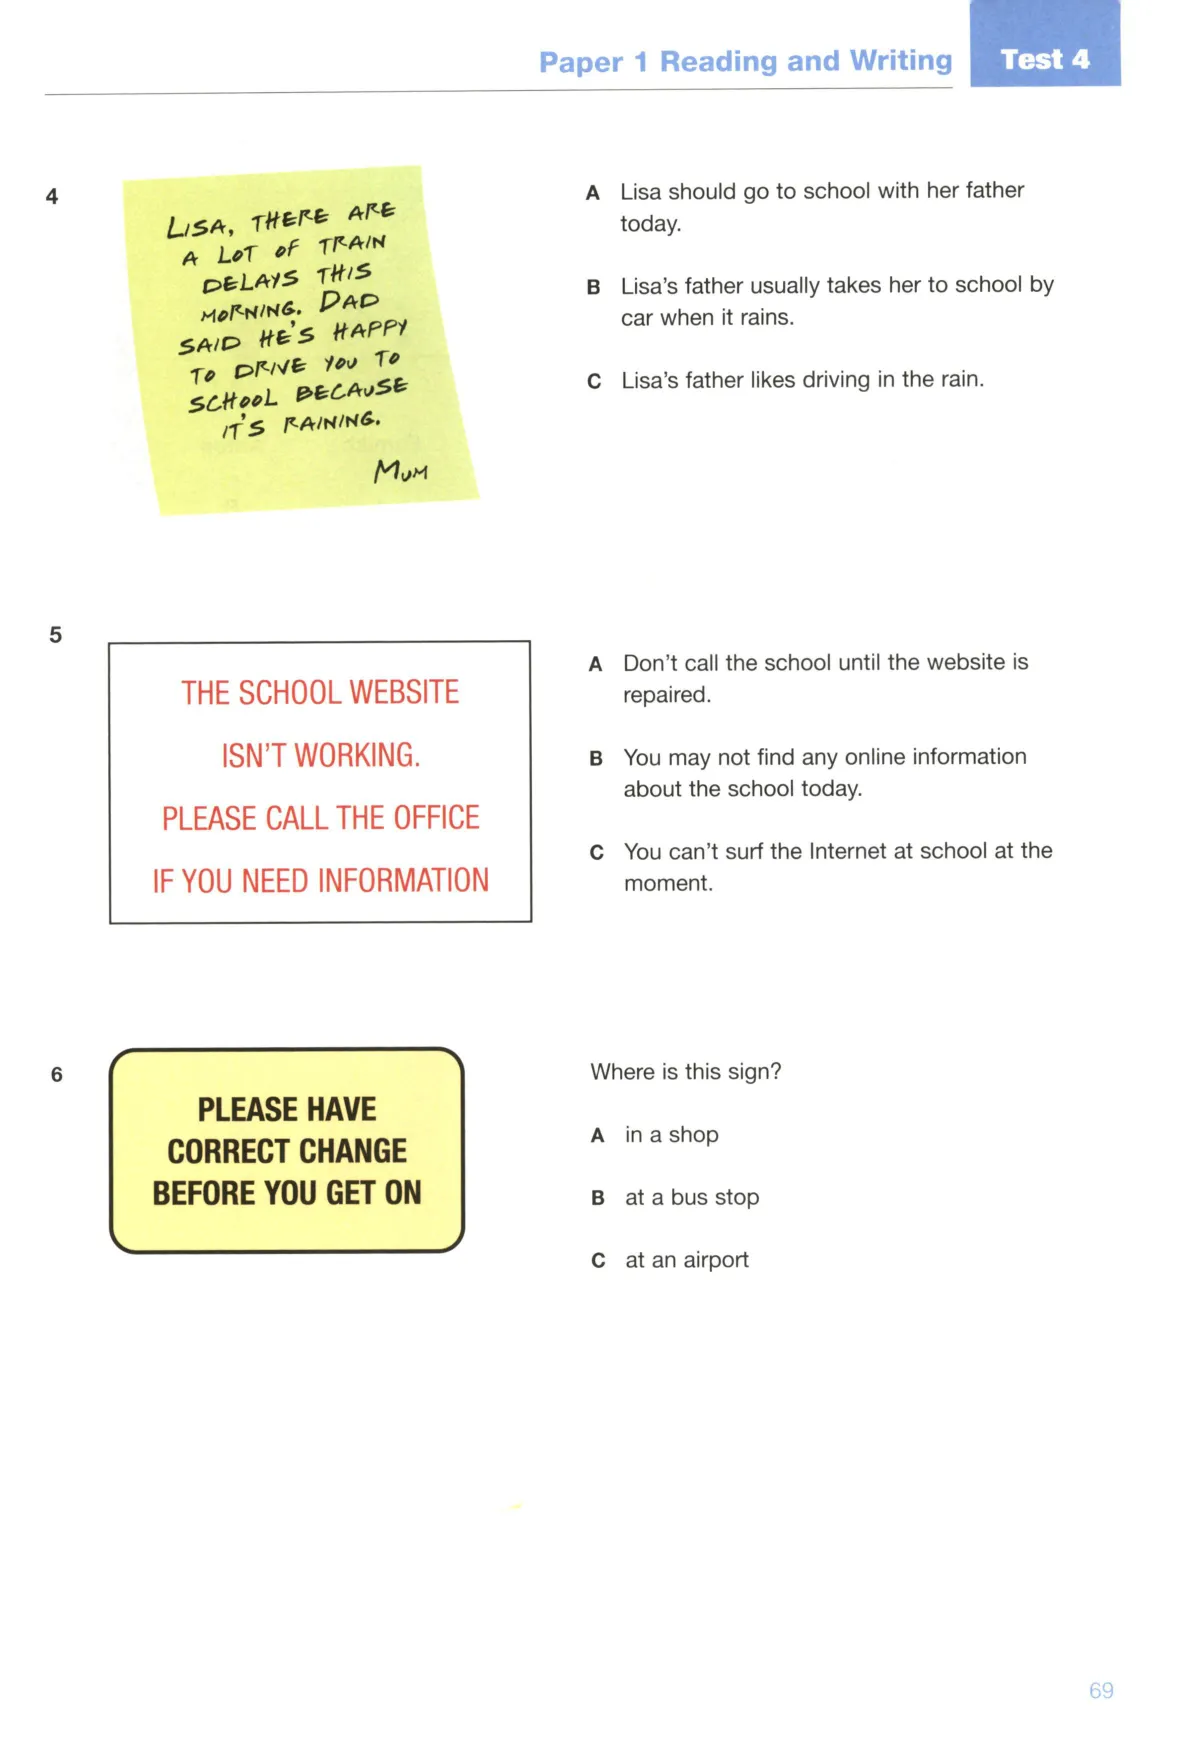 Paper 1 Reading and Writing Test 4
4
LISA, THERE ARE
A LOT OF TRAIN
DELAYS THIS
MORNING. DAD
SAID HE'S HAPPY
TO DRIVE YOU TO
SCHOOL BECAUSE
IT'S RAINING.
MUM
A Lisa should go to school with her father
today.
B Lisa's father usually takes her to school by
car when it rains.
C Lisa's father likes driving in the rain.
5
THE SCHOOL WEBSITE
ISN'T WORKING.
PLEASE CALL THE OFFICE
IF YOU NEED INFORMATION
A Don't call the school until the website is
repaired.
B You may not find any online information
about the school today.
C You can't surf the Internet at school at the
moment.
6
PLEASE HAVE
CORRECT CHANGE
BEFORE YOU GET ON
Where is this sign?
A in a shop
B at a bus stop
C at an airport
69